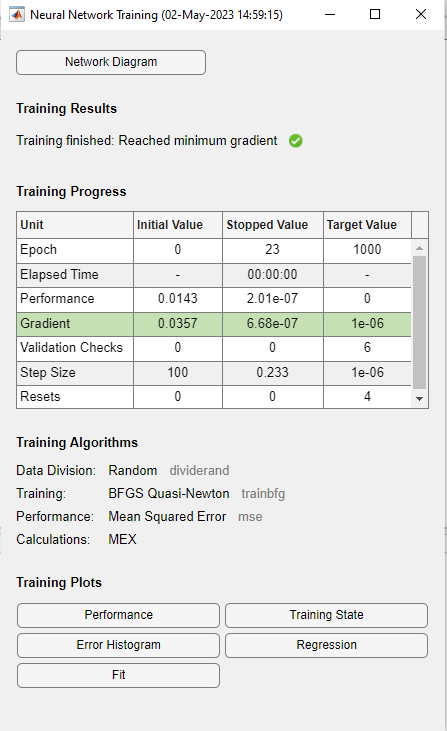 Neural Network Training (02-May-2023 14:59:15)
Network Diagram
Training Results
Training finished: Reached minimum gradient
Training Progress
Unit Initial Value Stopped Value Target Value
Epoch 0 23 1000
Elapsed Time - 00:00:00 -
Performance 0.0143 2.01e-07 0
Gradient 0.0357 6.68e-07 1e-06
Validation Checks 0 0 6
Step Size 100 0.233 1e-06
Resets 0 0 4
Training Algorithms
Data Division: Random dividerand
Training: BFGS Quasi-Newton trainbfg
Performance: Mean Squared Error mse
Calculations: MEX
Training Plots
Performance Training State
Error Histogram Regression
Fit